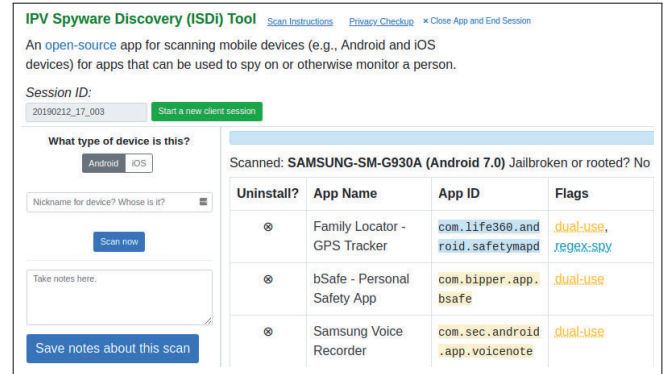 IPV Spyware Discovery (ISDi) Tool Scan Instructions Privacy Checkup × Close App and End Session
An open-source app for scanning mobile devices (e.g., Android and iOS
devices) for apps that can be used to spy on or otherwise monitor a person.
Session ID:
20190212_17_003 Start a new client session
What type of device is this?
Android iOS
Nickname for device? Whose is it?
Scan now
Take notes here.
Save notes about this scan
Scanned: SAMSUNG-SM-G930A (Android 7.0) Jailbroken or rooted? No
Uninstall? App Name App ID Flags
⊗ Family Locator - com.life360.and dual-use,
GPS Tracker roid.safetymapd regex-spy
⊗ bSafe - Personal com.bipper.app. dual-use
Safety App bsafe
⊗ Samsung Voice com.sec.android dual-use
Recorder .app.voicenote